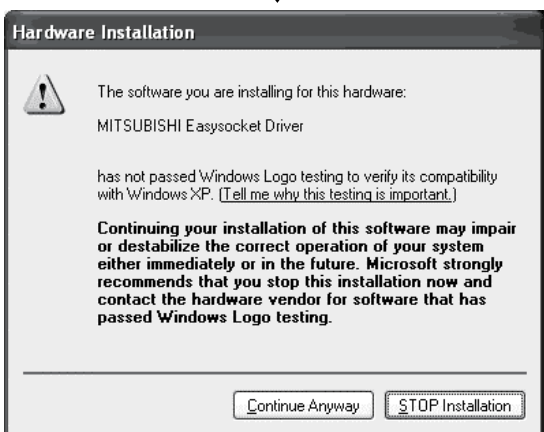 Hardware Installation
The software you are installing for this hardware:
MITSUBISHI Easysocket Driver
has not passed Windows Logo testing to verify its compatibility
with Windows XP. (Tell me why this testing is important.)
Continuing your installation of this software may impair
or destabilize the correct operation of your system
either immediately or in the future. Microsoft strongly
recommends that you stop this installation now and
contact the hardware vendor for software that has
passed Windows Logo testing.
Continue Anyway
STOP Installation